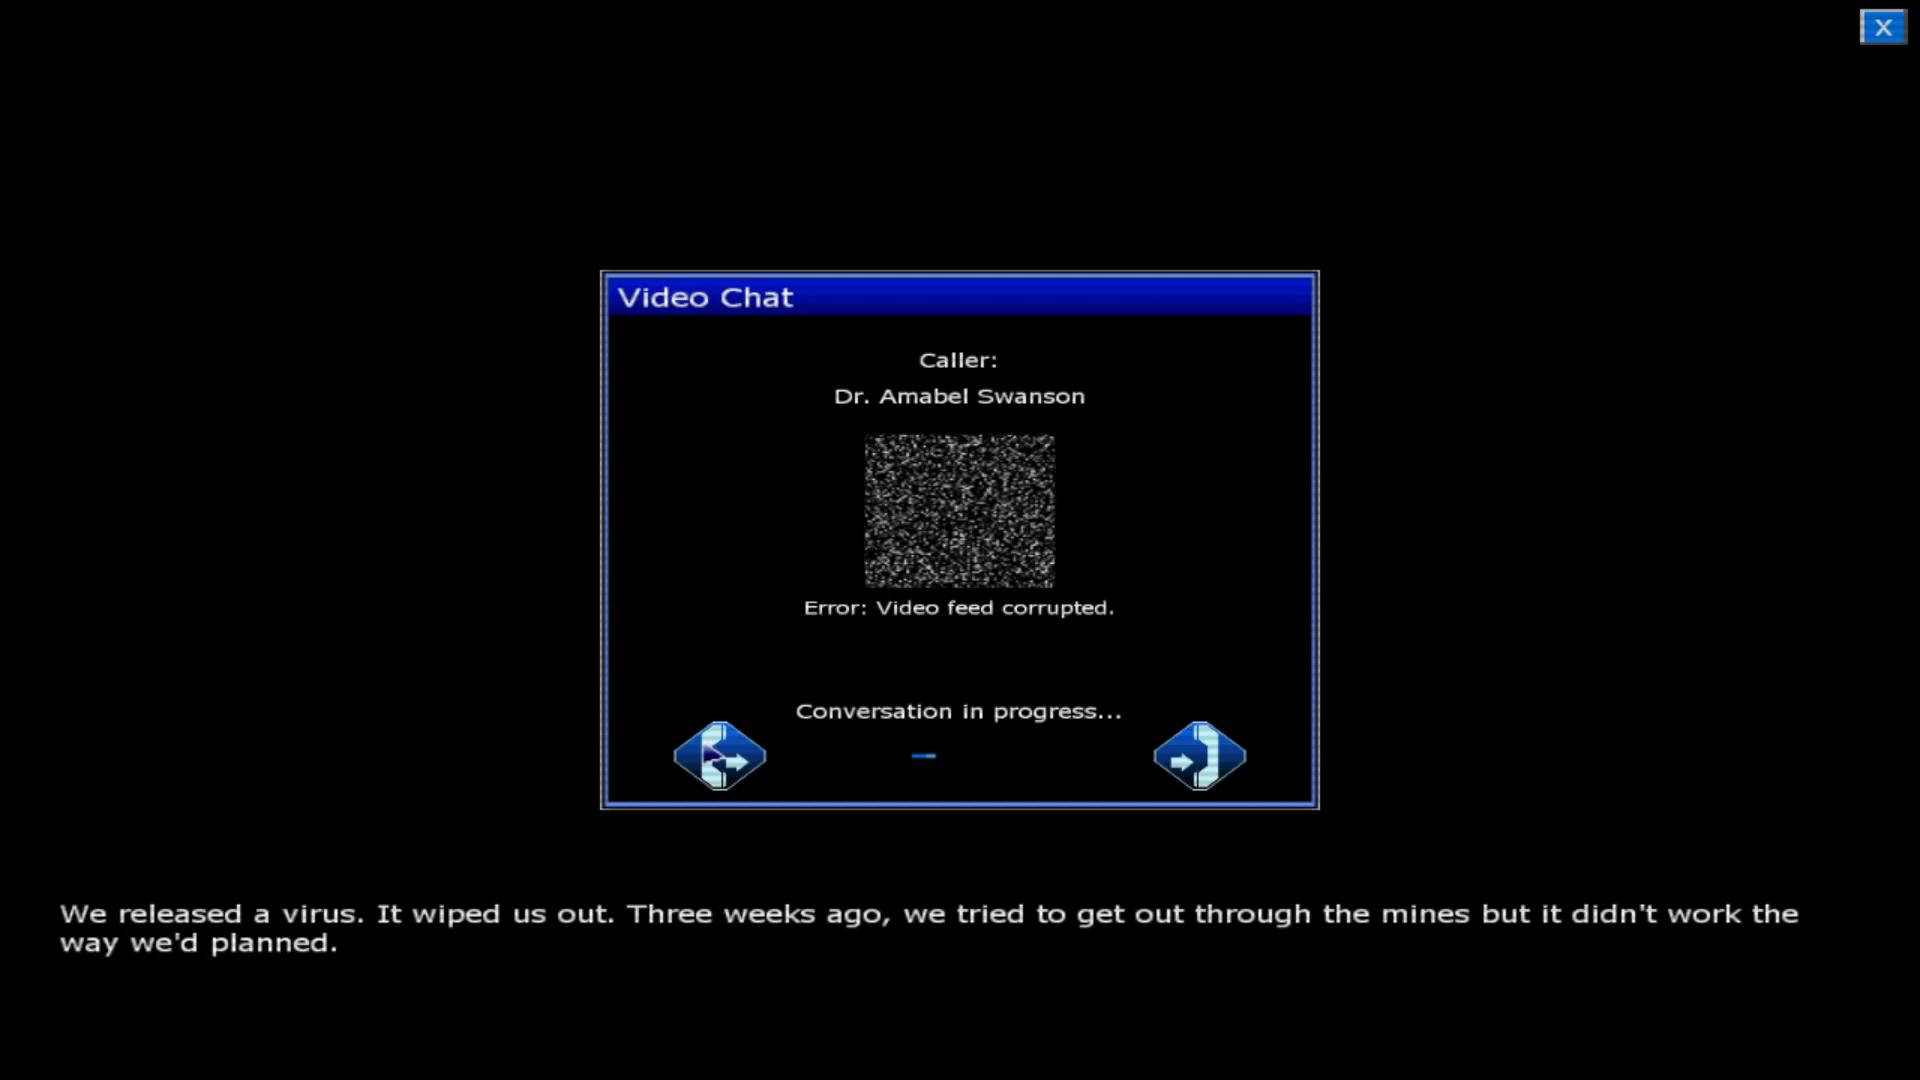 X
Video Chat
Caller:
Dr. Amabel Swanson
Error: Video feed corrupted.
Conversation in progress...
We released a virus. It wiped us out. Three weeks ago, we tried to get out through the mines but it didn't work the
way we'd planned.